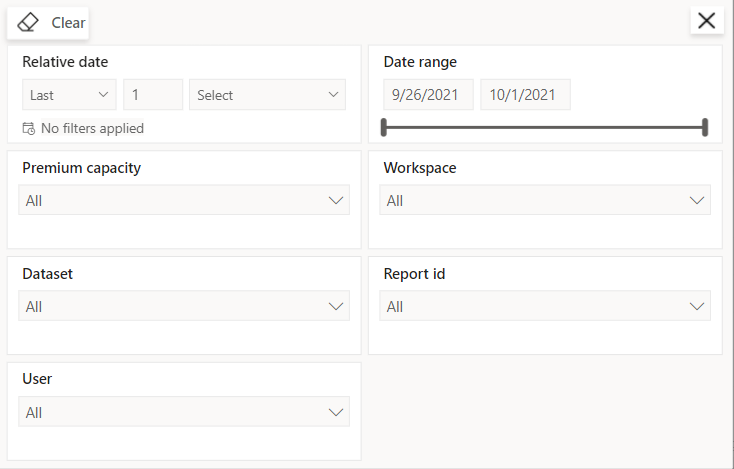 Clear
Relative date
Last 1 Select
No filters applied
Date range
9/26/2021 10/1/2021
Premium capacity
All
Workspace
All
Dataset
All
Report id
All
User
All